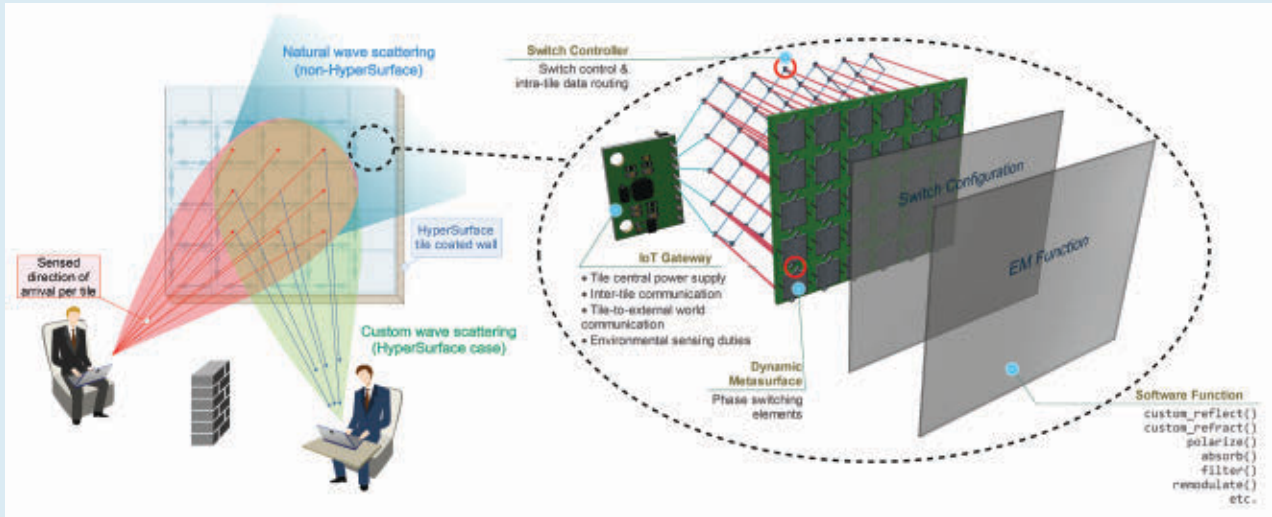 Natural wave scattering
(non-HyperSurface)
HyperSurface
tile coated wall
Sensed
direction of
arrival per tile
Custom wave scattering
(HyperSurface case)
Switch Controller
Switch control &
intra-tile data routing
IoT Gateway
• Tile central power supply
• Inter-tile communication
• Tile-to-external world
communication
• Environmental sensing duties
Dynamic
Metasurface
Phase switching
elements
Switch Configuration
EM Function
Software Function
custom_reflect()
custom_refract()
polarize()
absorb()
filter()
remodulate()
etc.